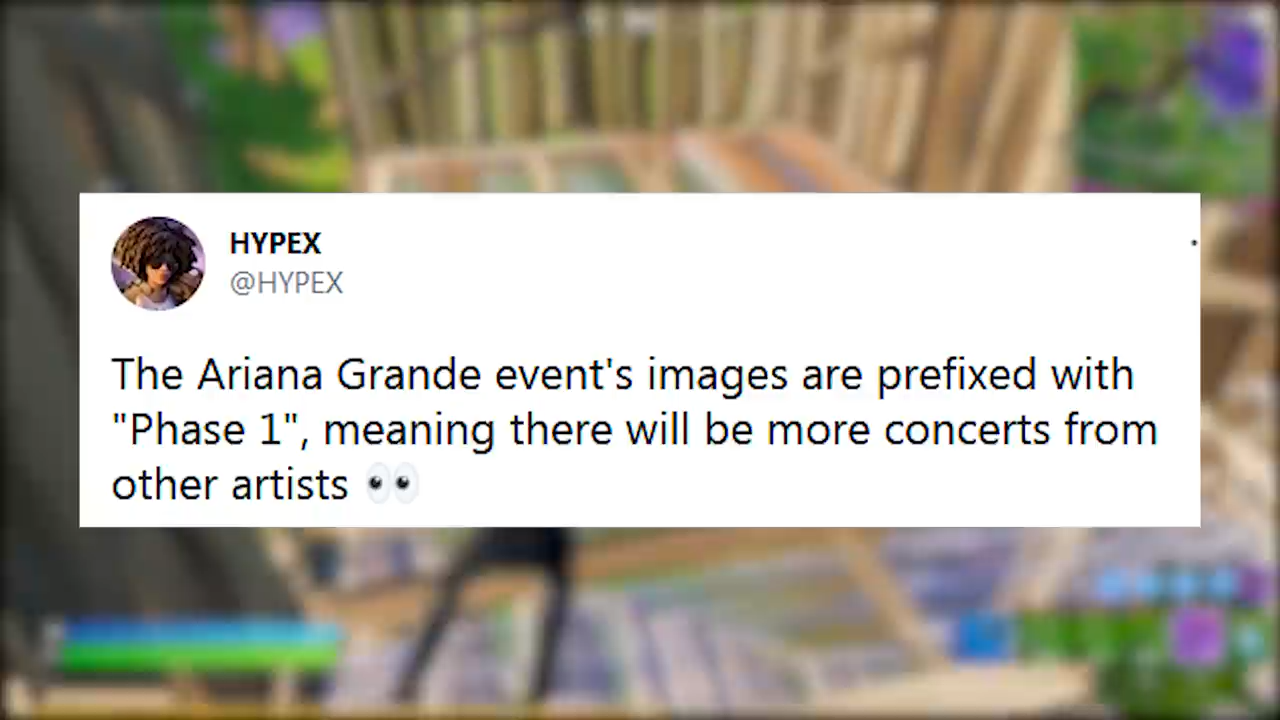 HYPEX
@HYPEX
The Ariana Grande event's images are prefixed with
"Phase 1", meaning there will be more concerts from
other artists 👀